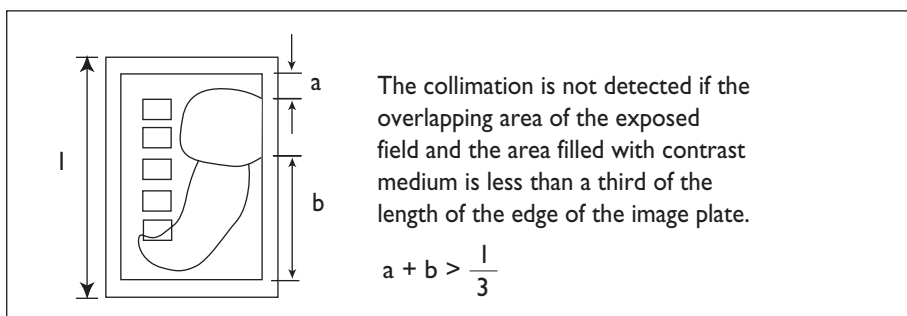 a
l
b
The collimation is not detected if the
overlapping area of the exposed
field and the area filled with contrast
medium is less than a third of the
length of the edge of the image plate.
a + b > l
3